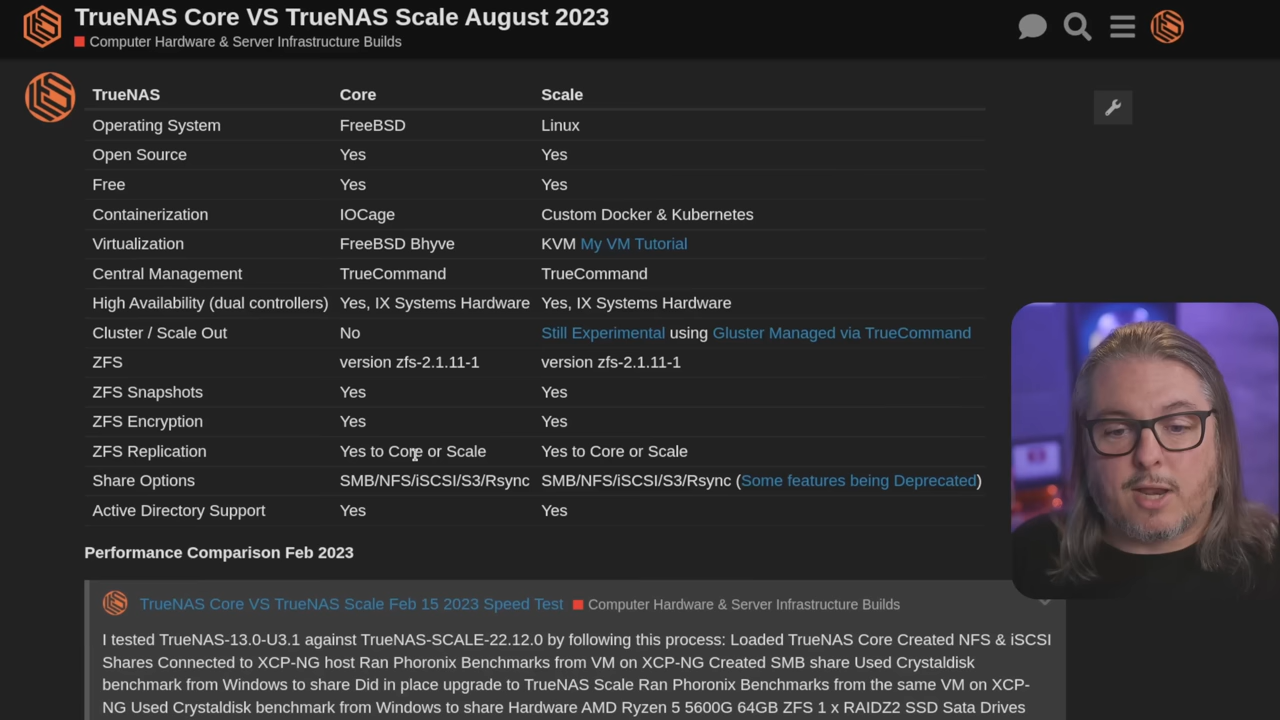 TrueNAS Core VS TrueNAS Scale August 2023
Computer Hardware & Server Infrastructure Builds
TrueNAS Core Scale
Operating System FreeBSD Linux
Open Source Yes Yes
Free Yes Yes
Containerization IOCage Custom Docker & Kubernetes
Virtualization FreeBSD Bhyve KVM My VM Tutorial
Central Management TrueCommand TrueCommand
High Availability (dual controllers) Yes, IX Systems Hardware Yes, IX Systems Hardware
Cluster / Scale Out No Still Experimental using Gluster Managed via TrueCommand
ZFS version zfs-2.1.11-1 version zfs-2.1.11-1
ZFS Snapshots Yes Yes
ZFS Encryption Yes Yes
ZFS Replication Yes to Core or Scale Yes to Core or Scale
Share Options SMB/NFS/iSCSI/S3/Rsync SMB/NFS/iSCSI/S3/Rsync (Some features being Deprecated)
Active Directory Support Yes Yes
Performance Comparison Feb 2023
TrueNAS Core VS TrueNAS Scale Feb 15 2023 Speed Test Computer Hardware & Server Infrastructure Builds
I tested TrueNAS-13.0-U3.1 against TrueNAS-SCALE-22.12.0 by following this process: Loaded TrueNAS Core Created NFS & iSCSI
Shares Connected to XCP-NG host Ran Phoronix Benchmarks from VM on XCP-NG Created SMB share Used Crystaldisk
benchmark from Windows to share Did in place upgrade to TrueNAS Scale Ran Phoronix Benchmarks from the same VM on XCP-
NG Used Crystaldisk benchmark from Windows to share Hardware AMD Ryzen 5 5600G 64GB ZFS 1 x RAIDZ2 SSD Sata Drives